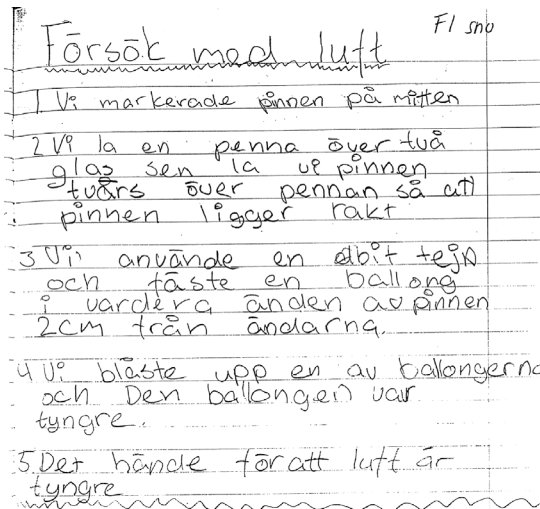 Fl sno
Försök med luft
1 Vi markerade pinnen på mitten
2 Vi la en penna över två
glas sen la vi pinnen
tvärs över pennan så att
pinnen ligger rakt
3 Vi använde en bit tejp
och fäste en ballong
i vardera änden av pinnen
2cm från ändarna.
4 Vi blåste upp en av ballongerna
och Den ballongen var
tyngre.
5. Det hände för att luft är
tyngre